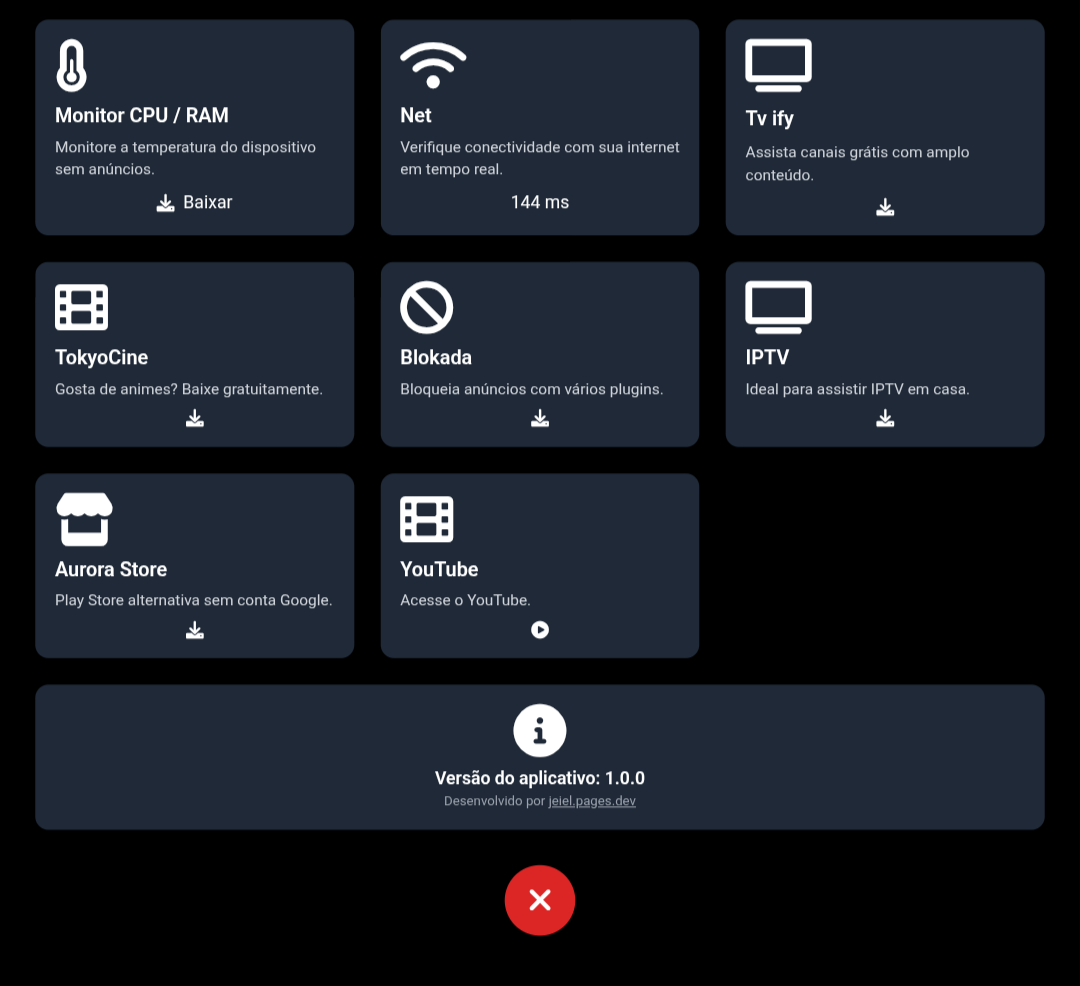 Monitor CPU / RAM
Monitore a temperatura do dispositivo
sem anúncios.
Baixar
Net
Verifique conectividade com sua internet
em tempo real.
144 ms
Tv ify
Assista canais grátis com amplo
conteúdo.
TokyoCine
Gosta de animes? Baixe gratuitamente.
Blokada
Bloqueia anúncios com vários plugins.
IPTV
Ideal para assistir IPTV em casa.
Aurora Store
Play Store alternativa sem conta Google.
YouTube
Acesse o YouTube.
Versão do aplicativo: 1.0.0
Desenvolvido por jeiel.pages.dev